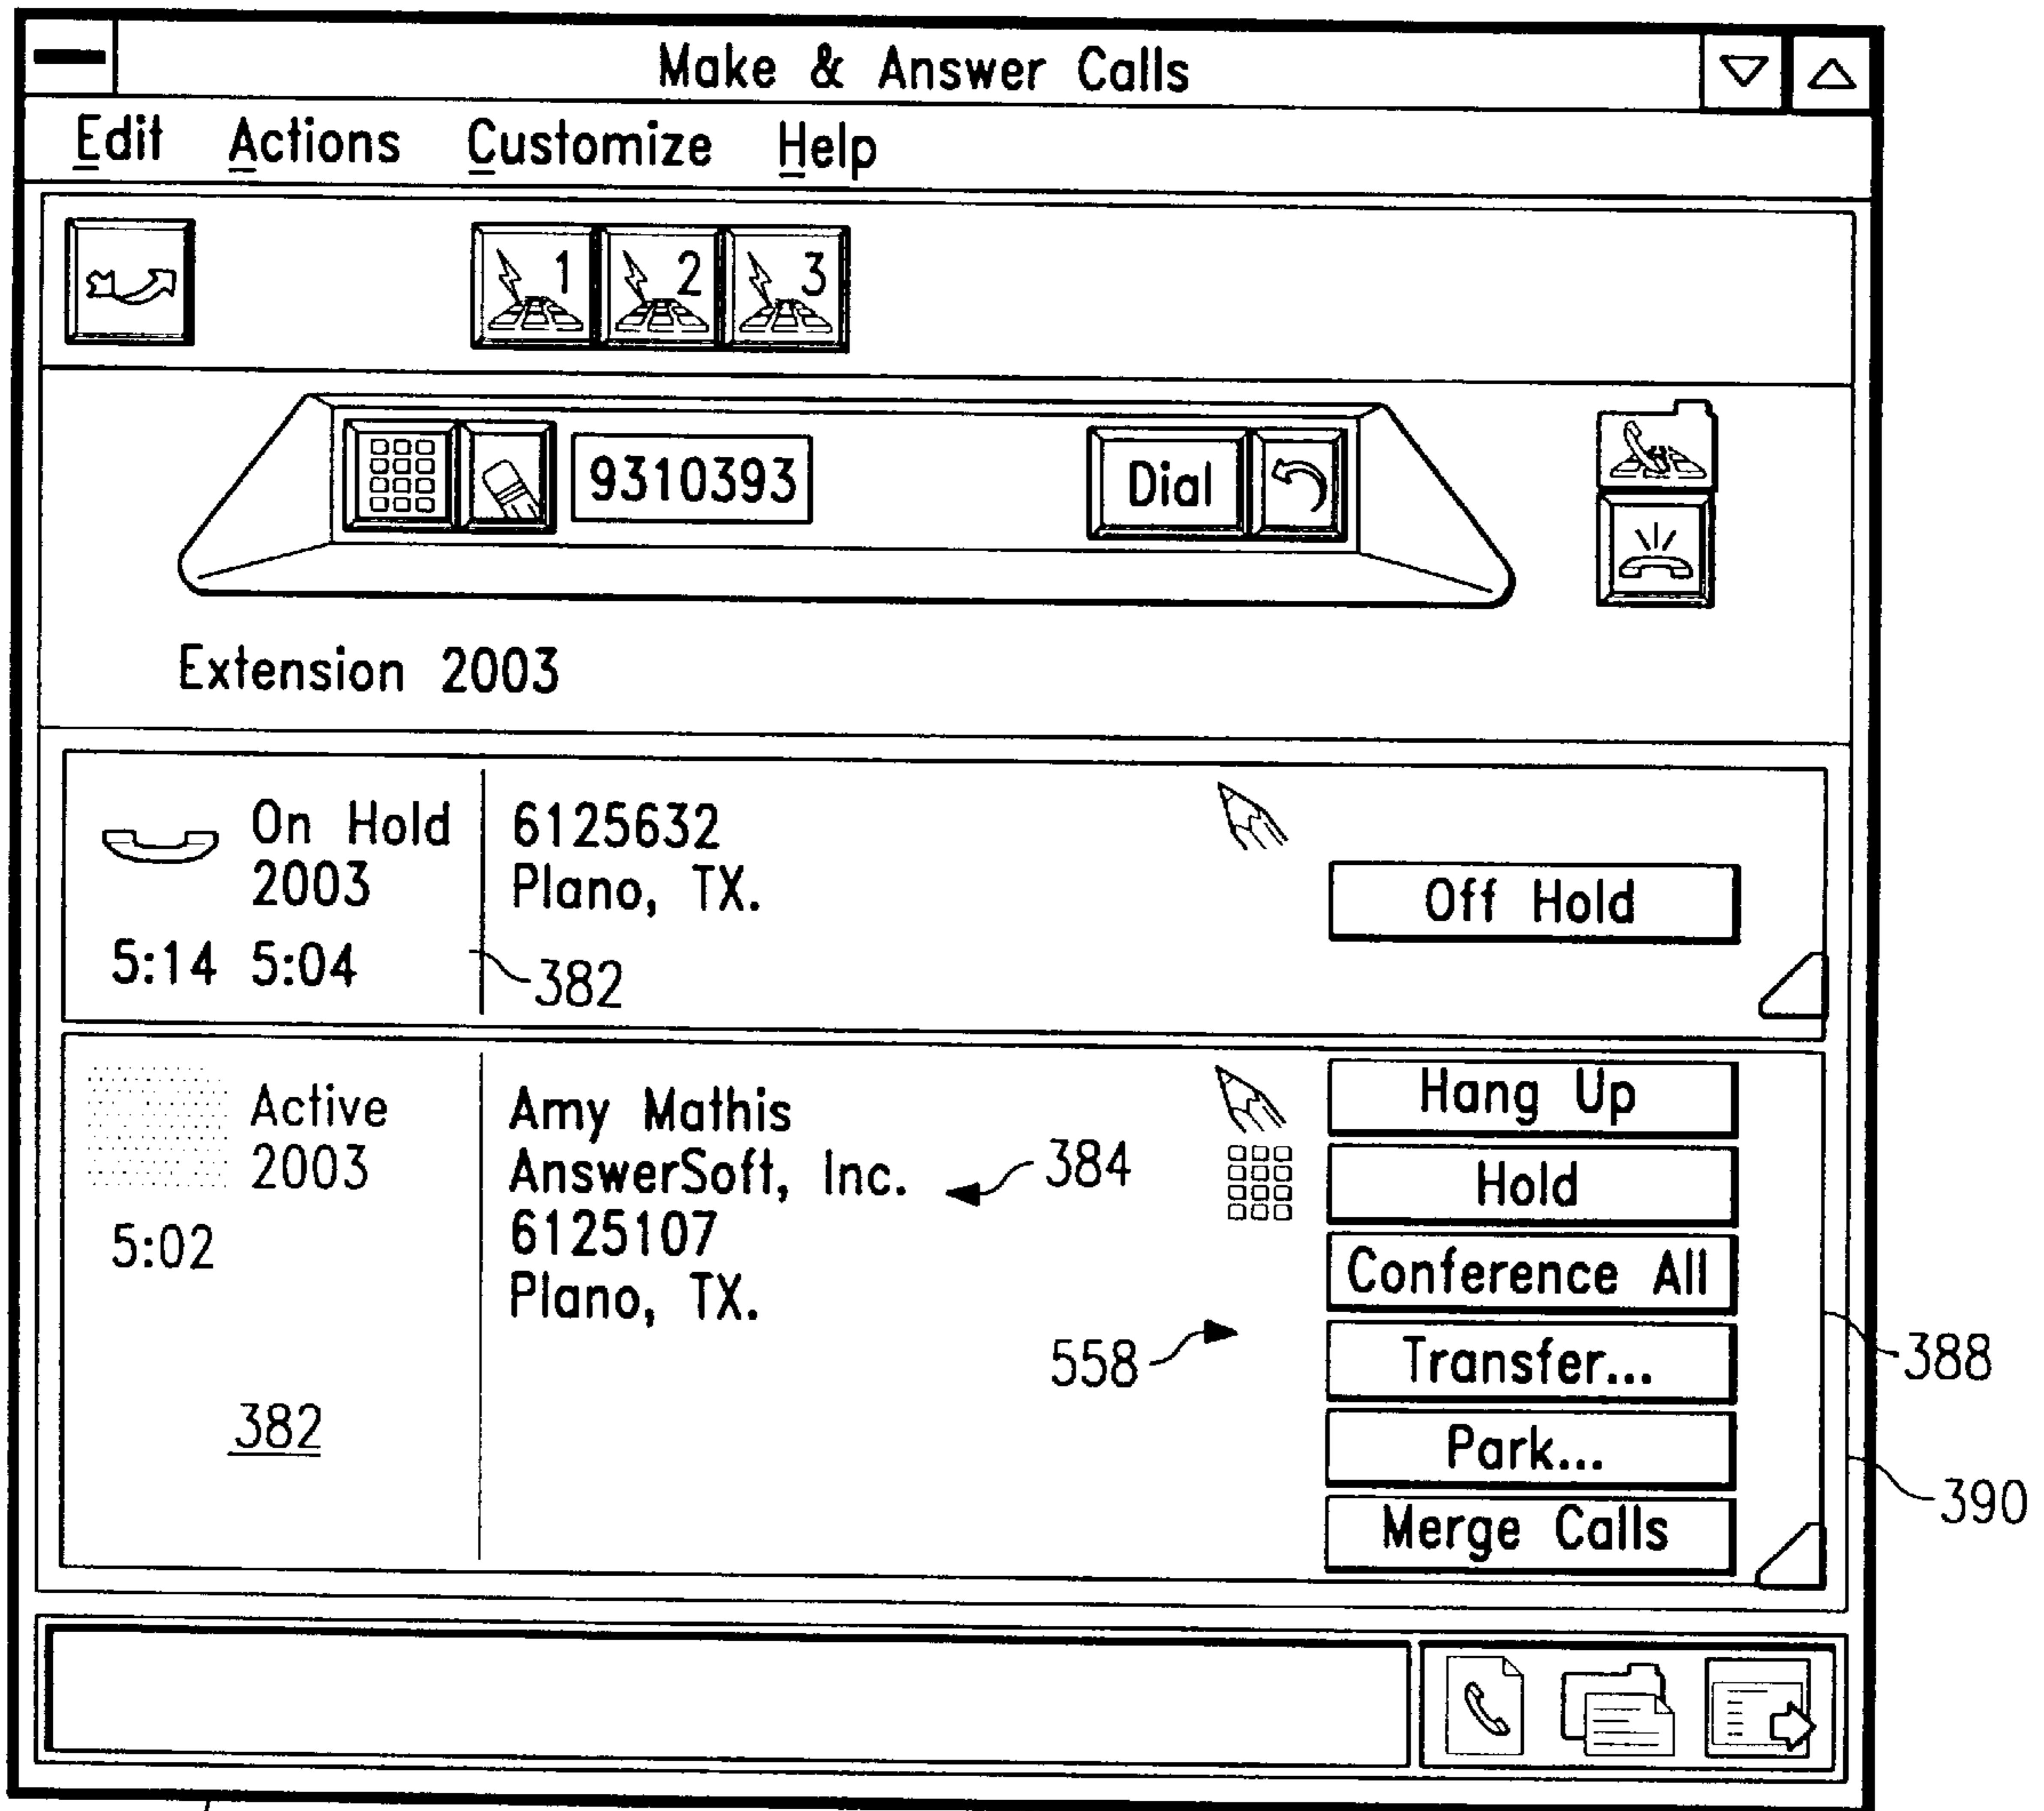 Make & Answer Calls
Edit Actions Customize Help
1 2 3
9310393 Dial
Extension 2003
On Hold
2003
5:14 5:04
382
6125632
Plano, TX.
Off Hold
Active
2003
5:02
382
Amy Mathis
AnswerSoft, Inc.
6125107
Plano, TX.
384
558
Hang Up
Hold
Conference All
Transfer...
Park...
Merge Calls
388
390